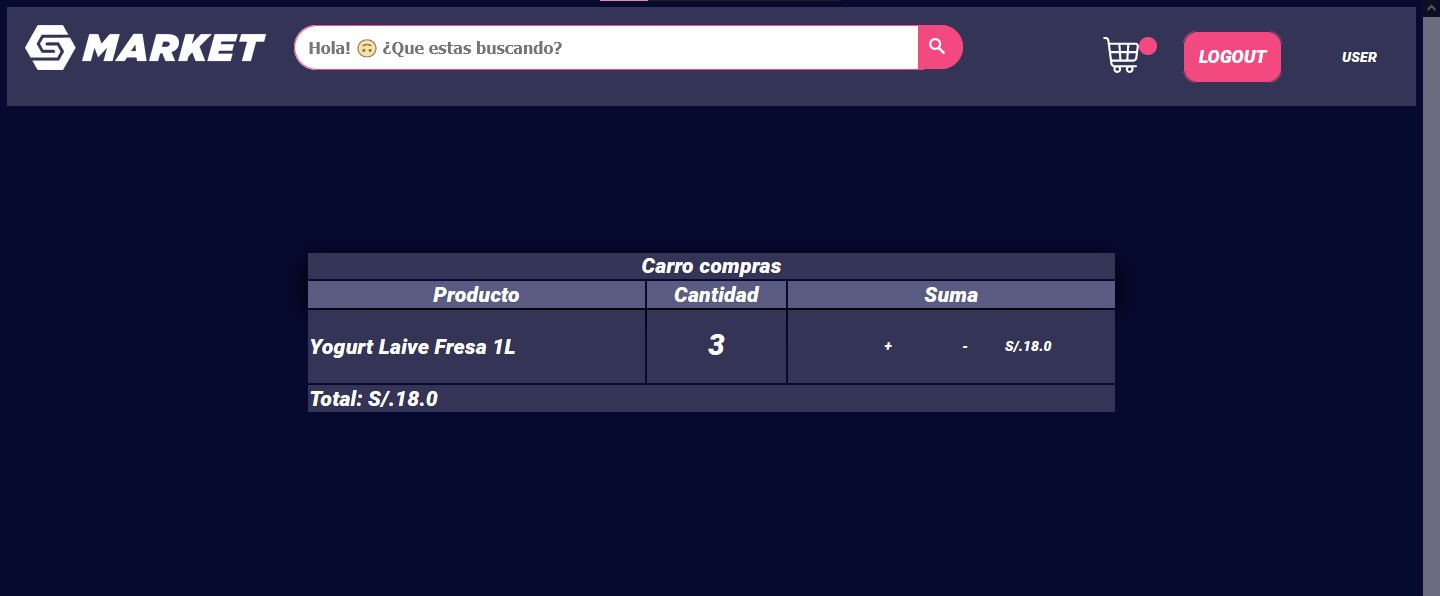 MARKET
Hola! 🙃 ¿Que estas buscando?
LOGOUT
USER
Carro compras
Producto Cantidad Suma
Yogurt Laive Fresa 1L 3 + - S/.18.0
Total: S/.18.0